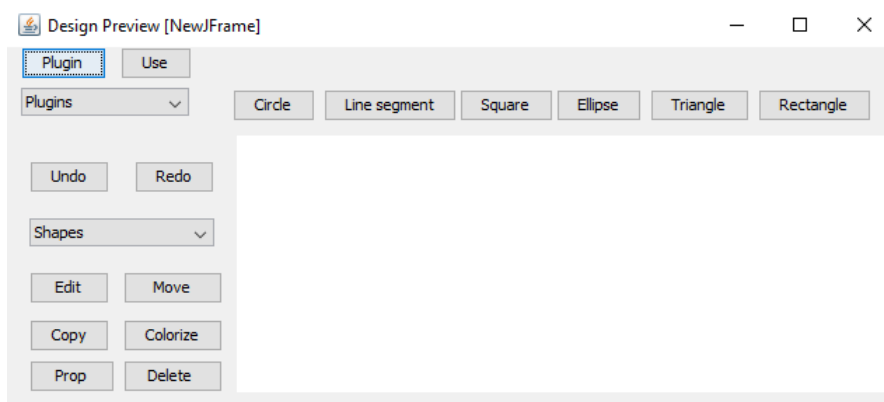 Design Preview [NewJFrame]
Plugin Use
Plugins
Circle Line segment Square Ellipse Triangle Rectangle
Undo Redo
Shapes
Edit Move
Copy Colorize
Prop Delete